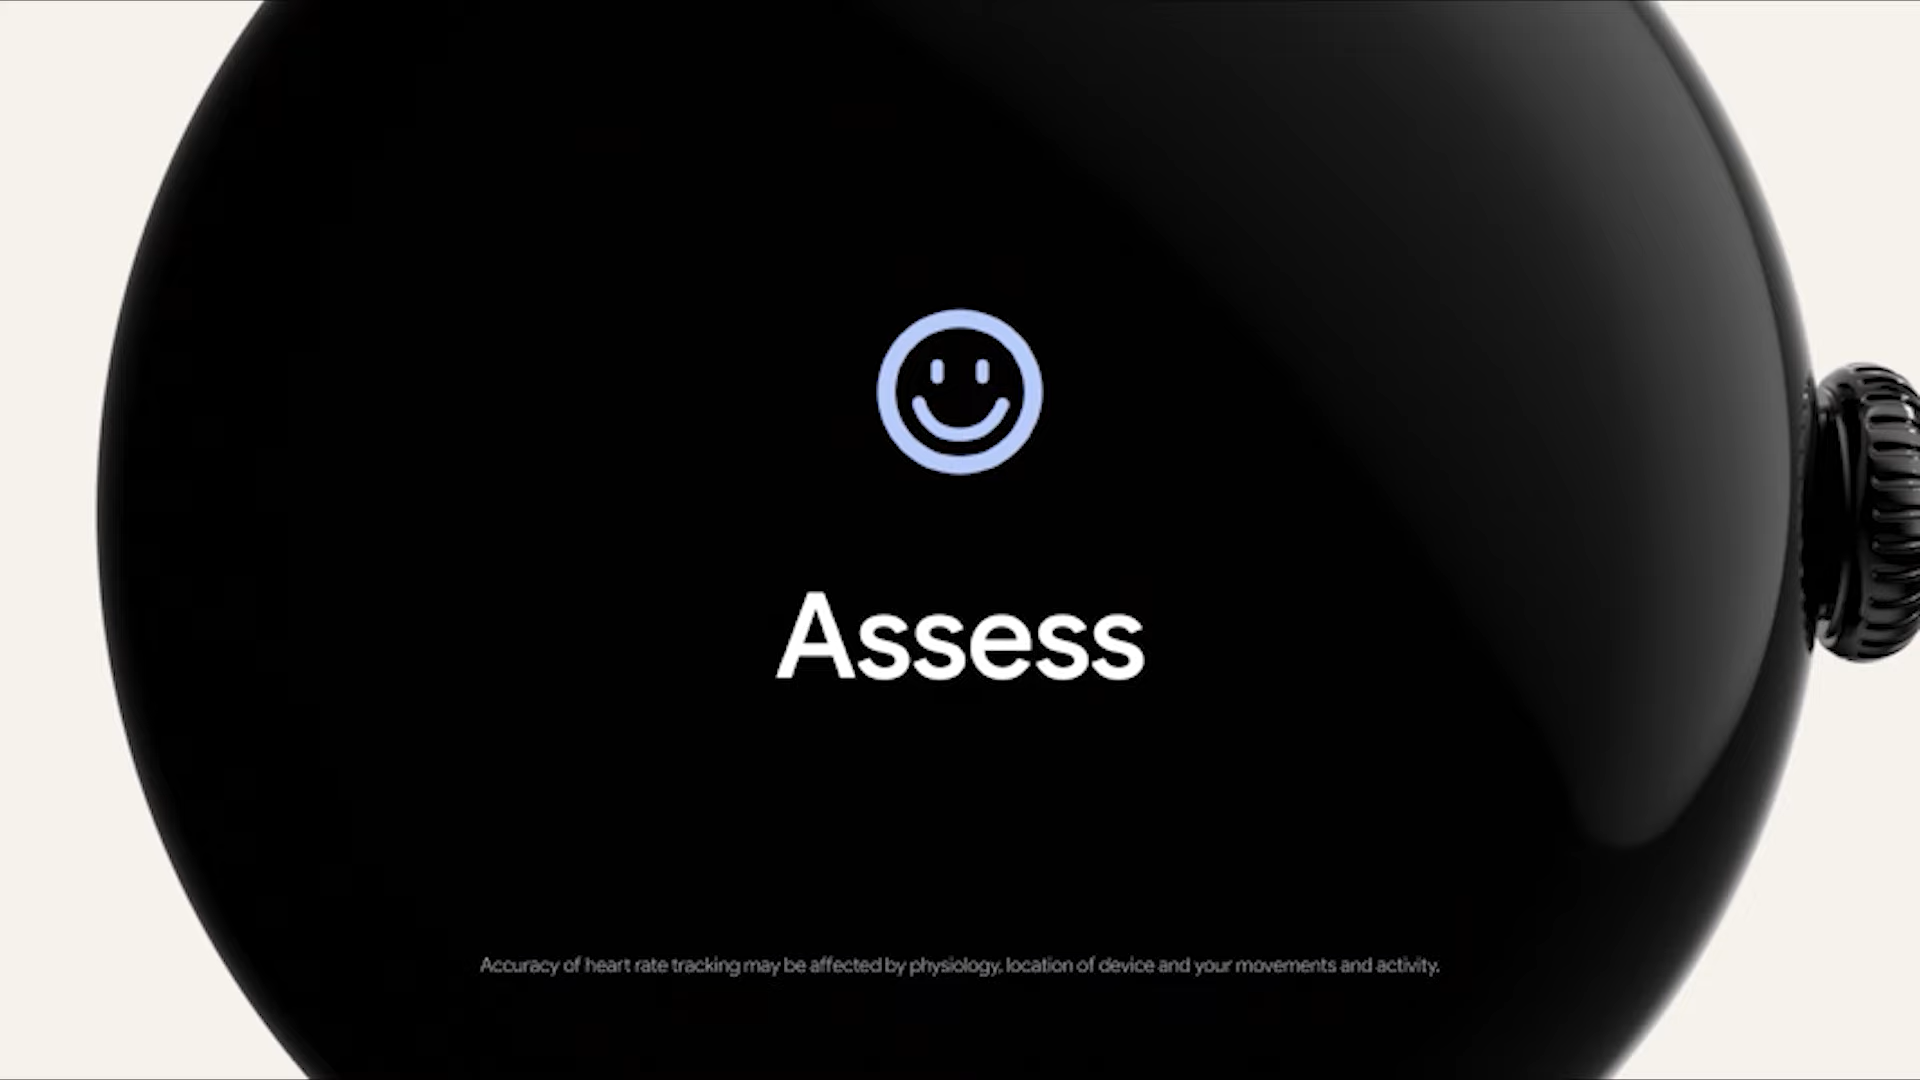 Assess
Accuracy of heart rate tracking may be affected by physiology, location of device and your movements and activity.